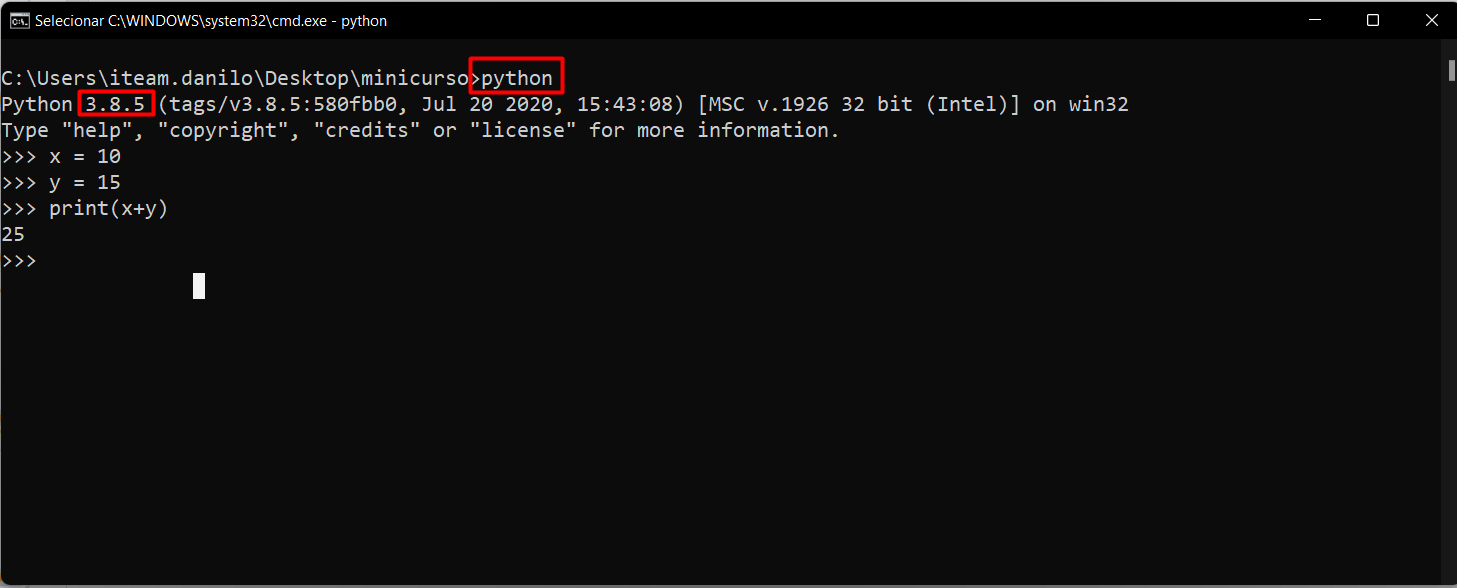 Selecionar C:\WINDOWS\system32\cmd.exe - python
C:\Users\iteam.danilo\Desktop\minicurso>python
Python 3.8.5 (tags/v3.8.5:580fbb0, Jul 20 2020, 15:43:08) [MSC v.1926 32 bit (Intel)] on win32
Type "help", "copyright", "credits" or "license" for more information.
>>> x = 10
>>> y = 15
>>> print(x+y)
25
>>>